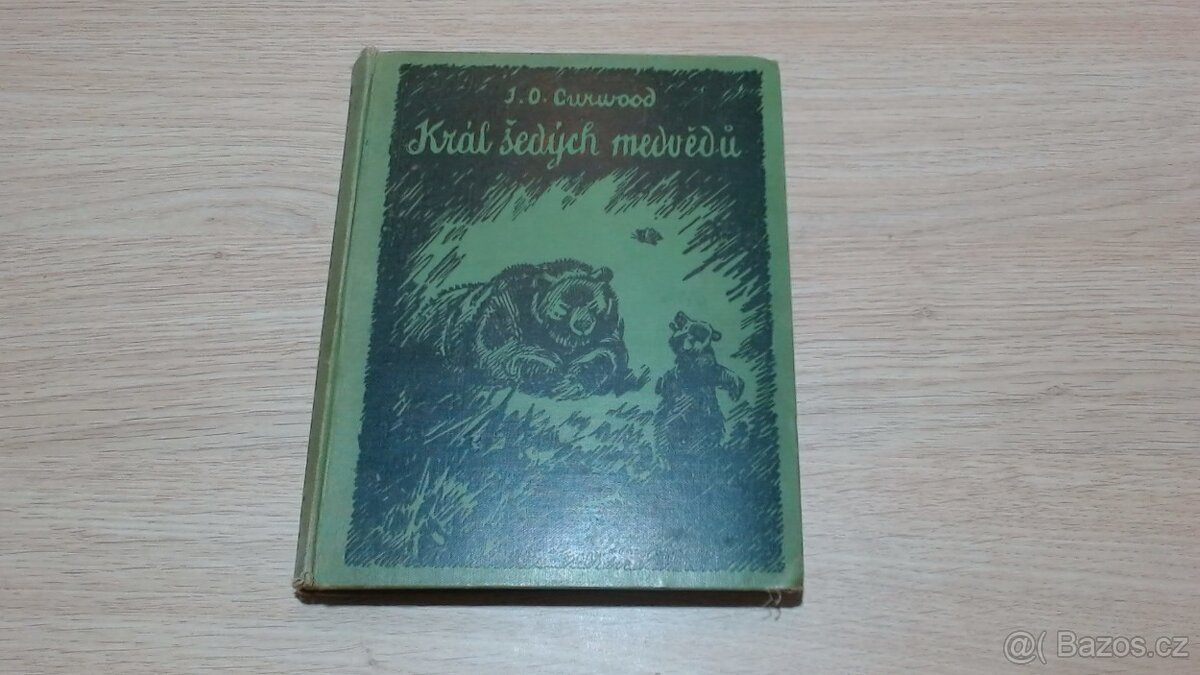 J. O. Curwood
Král šedých medvědů
@( Bazos.cz